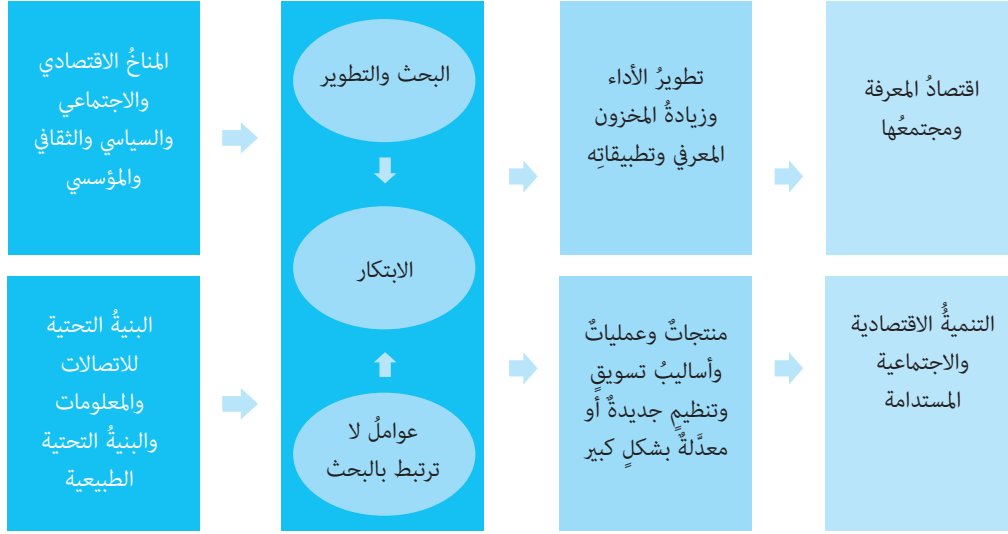 المناخُ الاقتصادي
والاجتماعي
والسياسي والثقافي
والمؤسسي
البنيةُ التحتية
للاتصالات
والمعلومات
والبنيةُ التحتية
الطبيعية
البحث والتطوير
الابتكار
عواملُ لا
ترتبط بالبحث
تطويرُ الأداء
وزيادةُ المخزون
المعرفي وتطبيقاتِه
منتجاتٌ وعملياتٌ
وأساليبُ تسويقٍ
وتنظيمٍ جديدةٌ أو
معدَّلةٌ بشكلٍ كبير
اقتصادُ المعرفة
ومجتمعُها
التنميةُ الاقتصادية
والاجتماعية
المستدامة